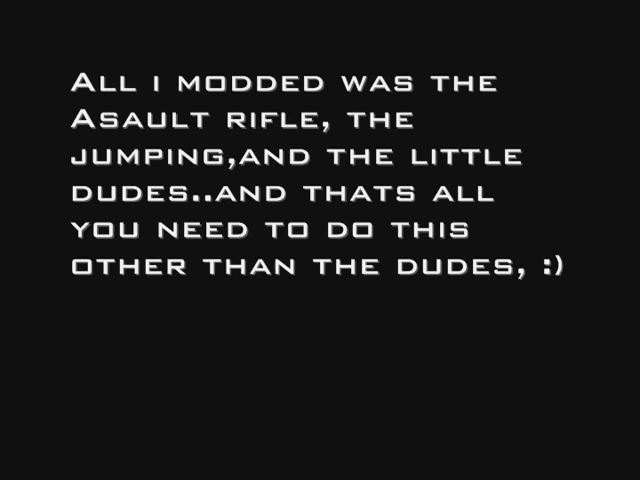 All i modded was the
Asault rifle, the
jumping,and the little
dudes..and thats all
you need to do this
other than the dudes, :)